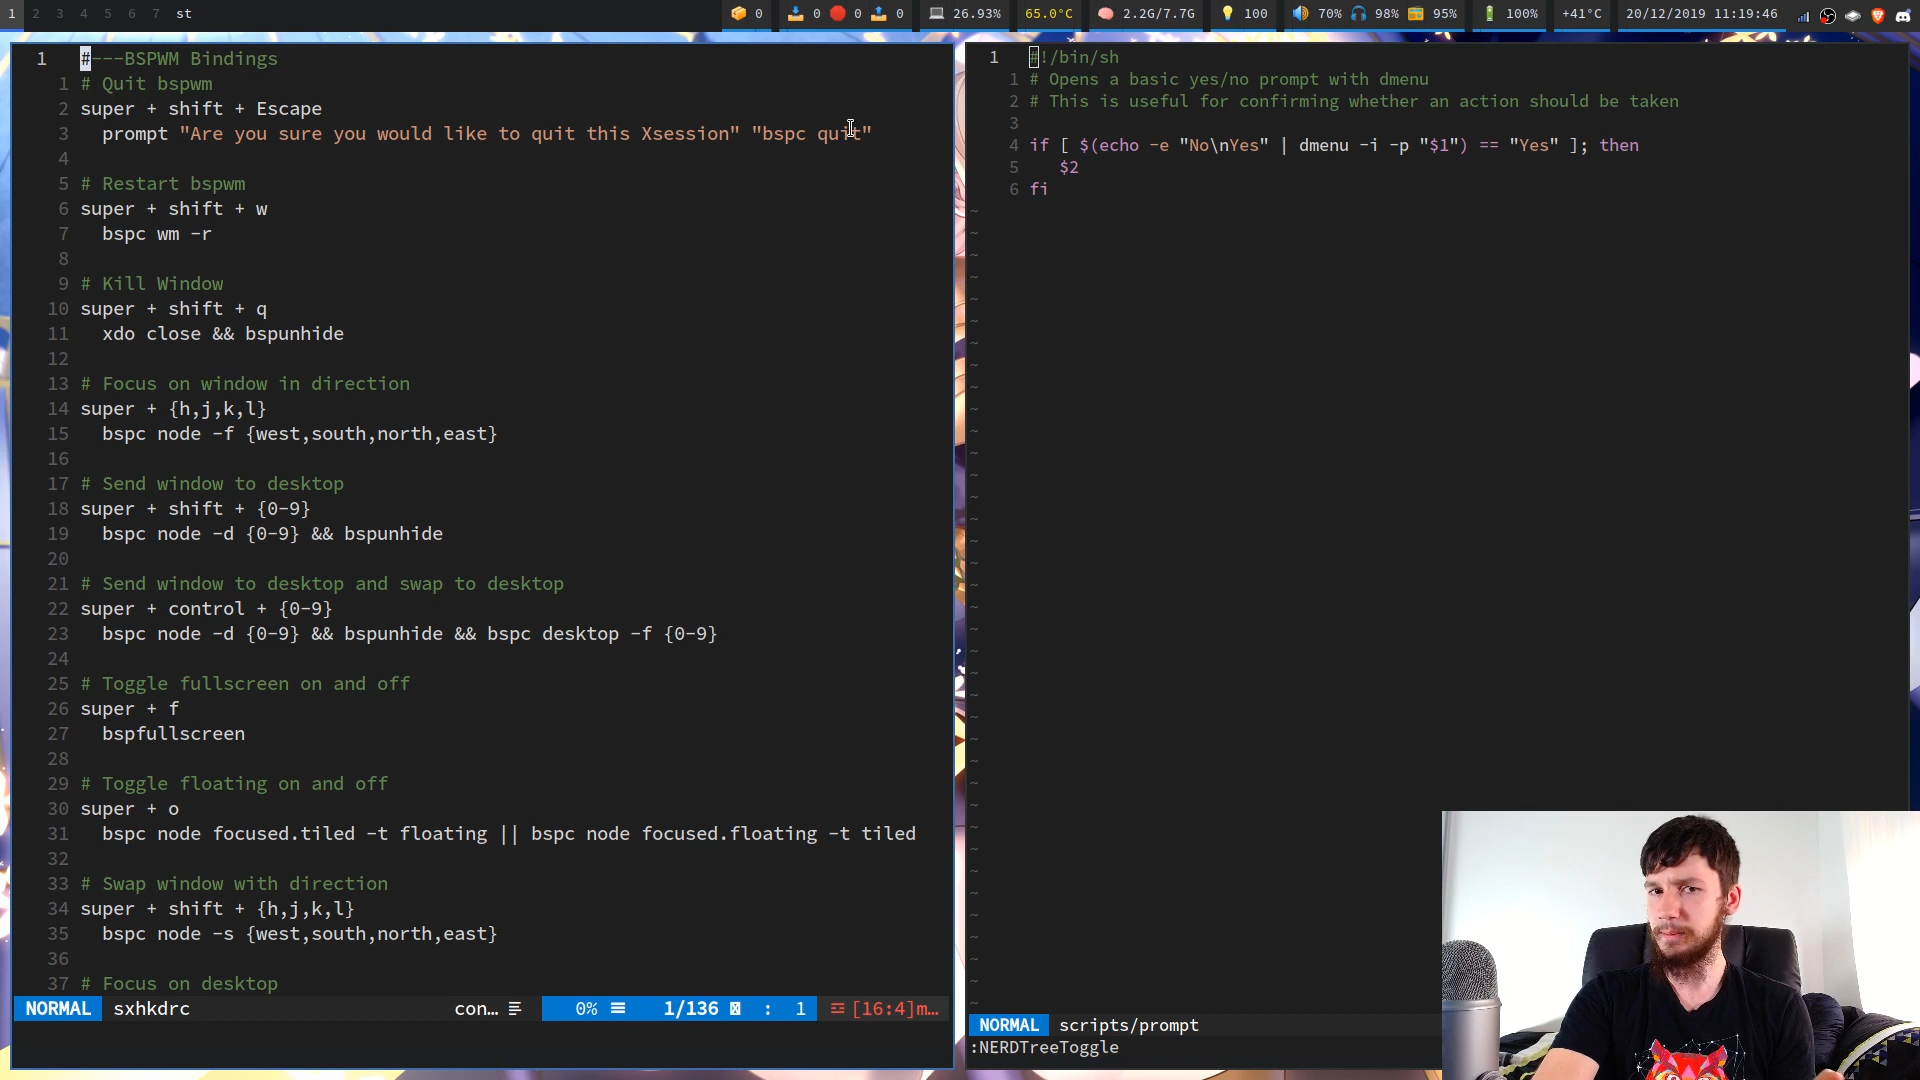 1 2 3 4 5 6 7 st
0 0 0 0 26.93% 65.0°C 2.2G/7.7G 100 70% 98% 95% 100% +41°C 20/12/2019 11:19:46
1 #---BSPWM Bindings
1 # Quit bspwm
2 super + shift + Escape
3 prompt "Are you sure you would like to quit this Xsession" "bspc quit"
4
5 # Restart bspwm
6 super + shift + w
7 bspc wm -r
8
9 # Kill Window
10 super + shift + q
11 xdo close && bspunhide
12
13 # Focus on window in direction
14 super + {h,j,k,l}
15 bspc node -f {west,south,north,east}
16
17 # Send window to desktop
18 super + shift + {0-9}
19 bspc node -d {0-9} && bspunhide
20
21 # Send window to desktop and swap to desktop
22 super + control + {0-9}
23 bspc node -d {0-9} && bspunhide && bspc desktop -f {0-9}
24
25 # Toggle fullscreen on and off
26 super + f
27 bspfullscreen
28
29 # Toggle floating on and off
30 super + o
31 bspc node focused.tiled -t floating || bspc node focused.floating -t tiled
32
33 # Swap window with direction
34 super + shift + {h,j,k,l}
35 bspc node -s {west,south,north,east}
36
37 # Focus on desktop
NORMAL sxhkdrc con… 0% 1/136 : 1 [16:4]m…
1 #!/bin/sh
1 # Opens a basic yes/no prompt with dmenu
2 # This is useful for confirming whether an action should be taken
3
4 if [ $(echo -e "No\nYes" | dmenu -i -p "$1") == "Yes" ]; then
5 $2
6 fi
NORMAL scripts/prompt
:NERDTreeToggle